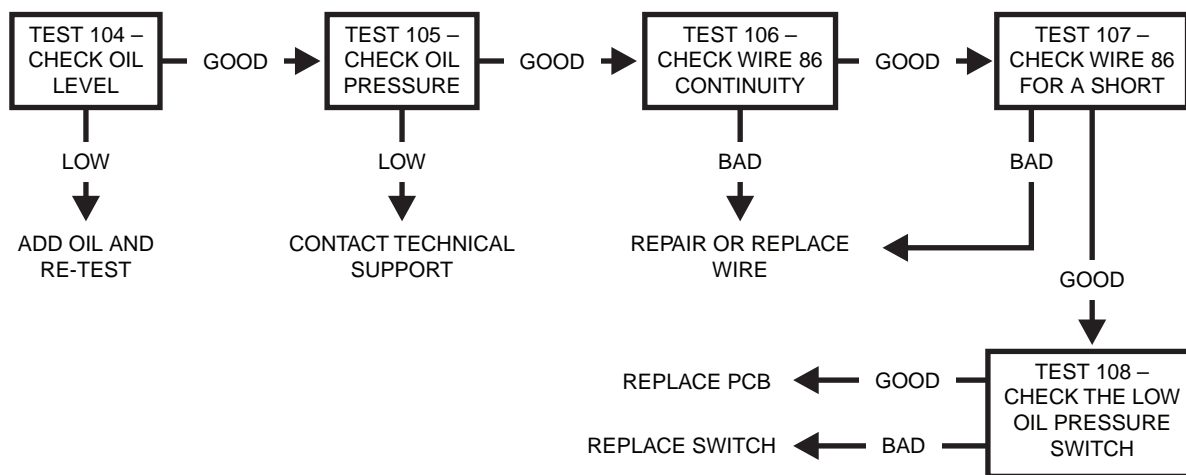 TEST 104 –
CHECK OIL
LEVEL
GOOD
TEST 105 –
CHECK OIL
PRESSURE
GOOD
TEST 106 –
CHECK WIRE 86
CONTINUITY
GOOD
TEST 107 –
CHECK WIRE 86
FOR A SHORT
LOW
LOW
BAD
BAD
ADD OIL AND
RE-TEST
CONTACT TECHNICAL
SUPPORT
REPAIR OR REPLACE
WIRE
GOOD
TEST 108 –
CHECK THE LOW
OIL PRESSURE
SWITCH
GOOD
REPLACE PCB
BAD
REPLACE SWITCH